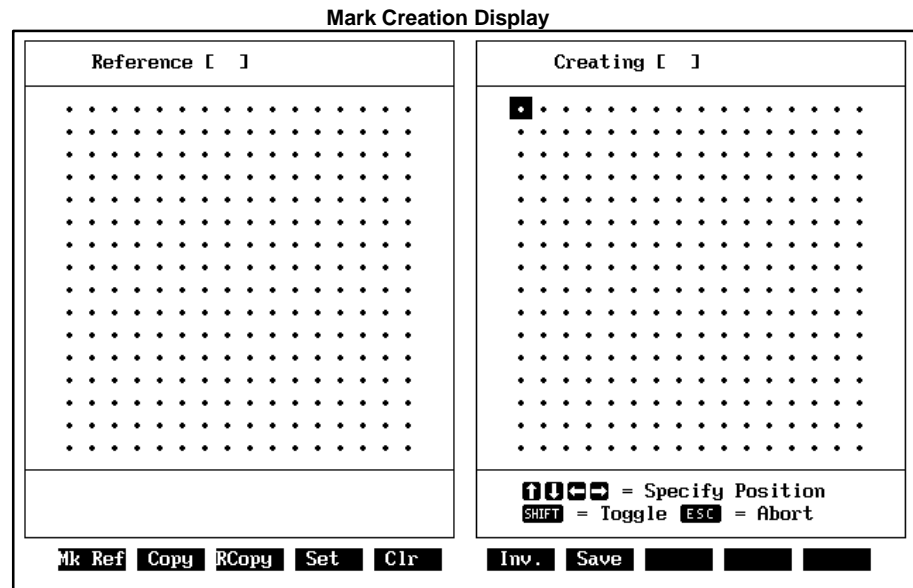 Mark Creation Display
Reference [ ]
Creating [ ]
↑↓←→ = Specify Position
SHIFT = Toggle ESC = Abort
Mk Ref Copy RCopy Set Clr Inv. Save